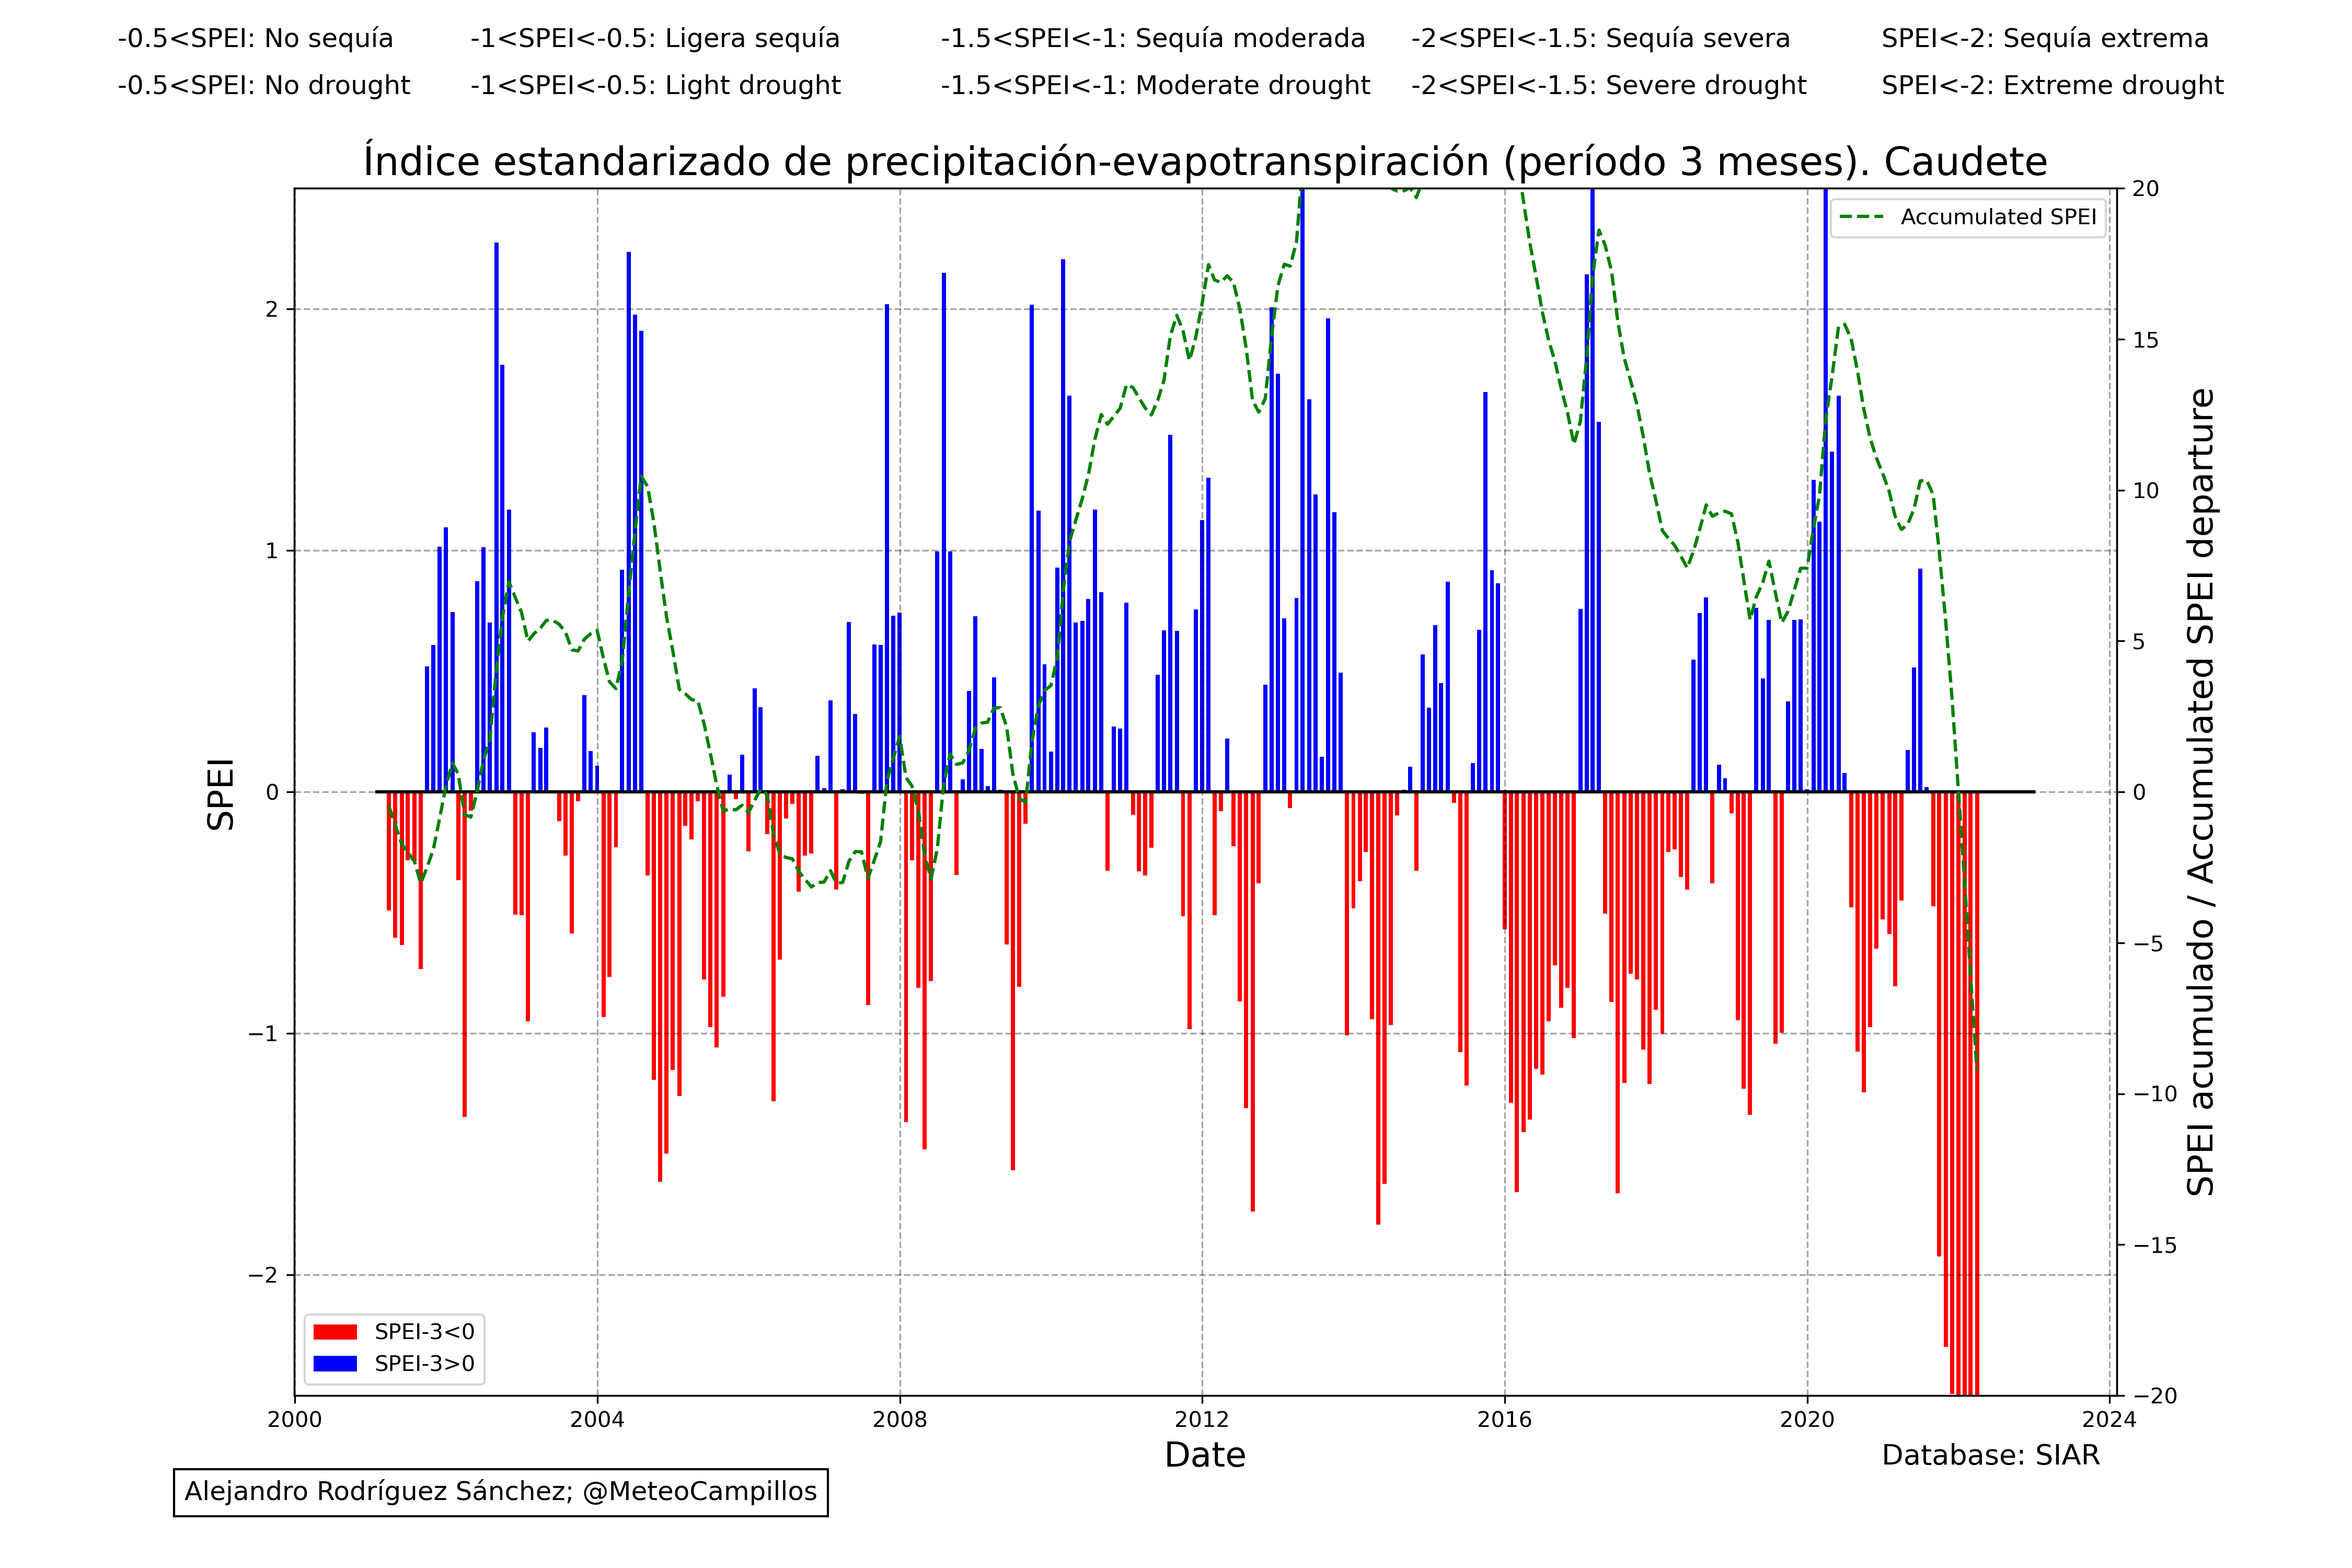 -0.5<SPEI: No sequía -1<SPEI<-0.5: Ligera sequía -1.5<SPEI<-1: Sequía moderada -2<SPEI<-1.5: Sequía severa SPEI<-2: Sequía extrema
-0.5<SPEI: No drought -1<SPEI<-0.5: Light drought -1.5<SPEI<-1: Moderate drought -2<SPEI<-1.5: Severe drought SPEI<-2: Extreme drought
Índice estandarizado de precipitación-evapotranspiración (período 3 meses). Caudete
Accumulated SPEI
SPEI
2
1
0
−1
−2
20
15
10
5
0
−5
−10
−15
−20
SPEI acumulado / Accumulated SPEI departure
SPEI-3<0
SPEI-3>0
2000 2004 2008 2012 2016 2020 2024
Date
Database: SIAR
Alejandro Rodríguez Sánchez; @MeteoCampillos